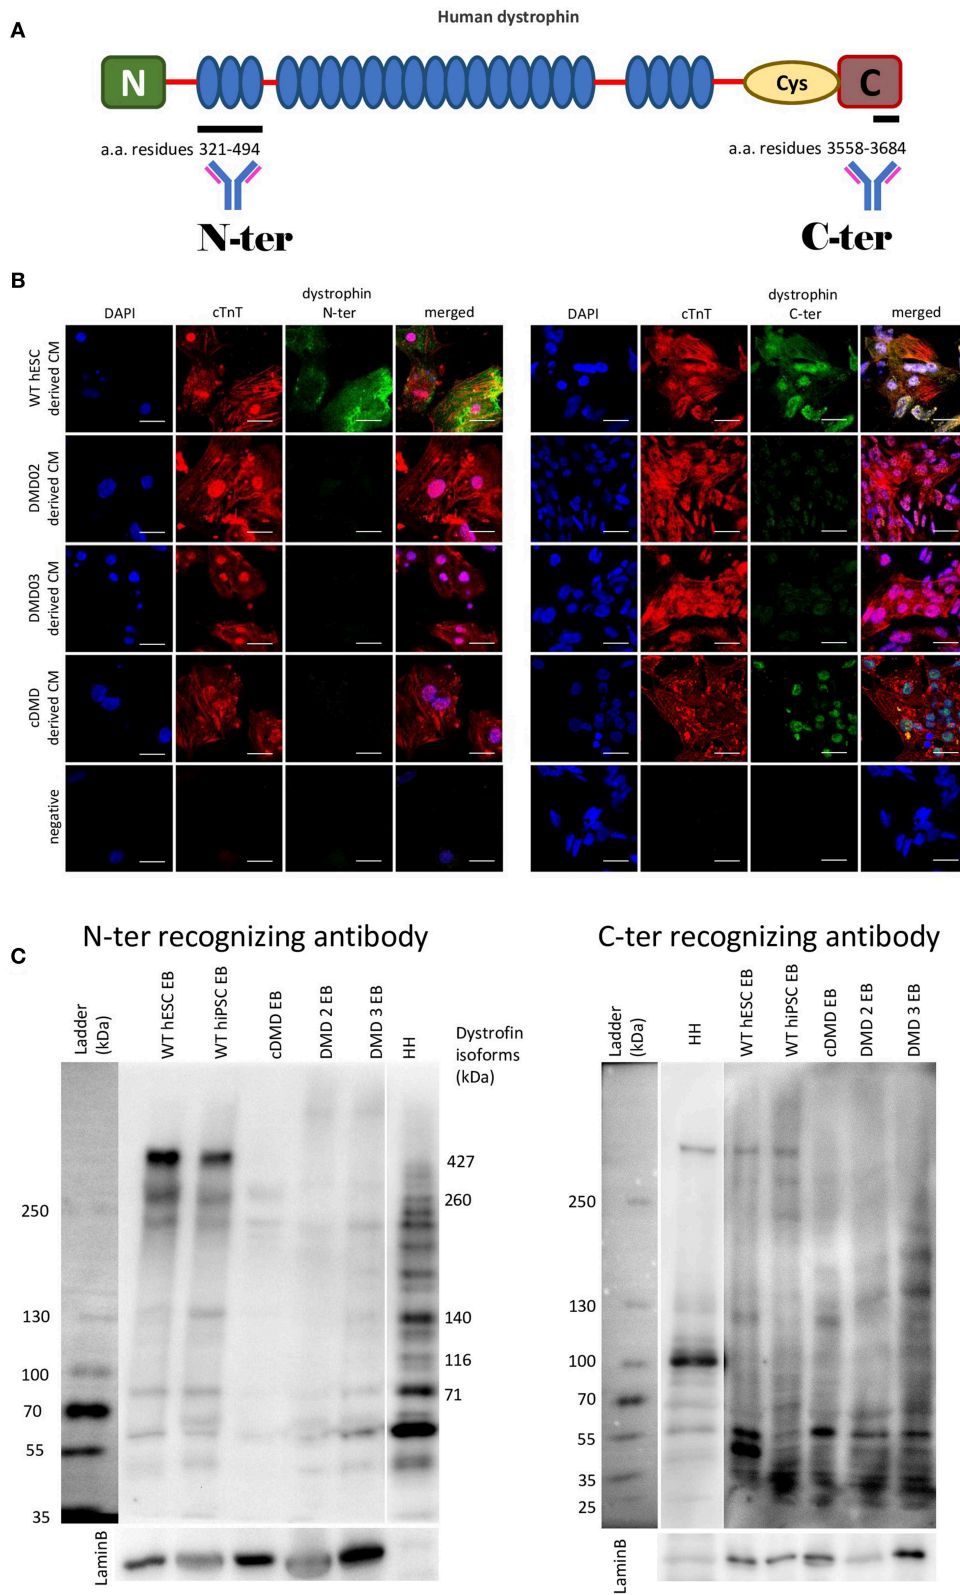 Human dystrophin
A
N
Cys
C
a.a. residues 321-494
a.a. residues 3558-3684
N-ter
C-ter
B
DAPI
cTnT
dystrophin
N-ter
merged
DAPI
cTnT
dystrophin
C-ter
merged
WT hESC
derived CM
DMD02
derived CM
DMD03
derived CM
cDMD
derived CM
negative
C
N-ter recognizing antibody
C-ter recognizing antibody
Ladder
(kDa)
WT hESC EB
WT hiPSC EB
cDMD EB
DMD 2 EB
DMD 3 EB
HH
Dystrofin
isoforms
(kDa)
250
130
100
70
55
35
427
260
140
116
71
LaminB
Ladder
(kDa)
HH
WT hESC EB
WT hiPSC EB
cDMD EB
DMD 2 EB
DMD 3 EB
250
130
100
70
55
35
25
LaminB